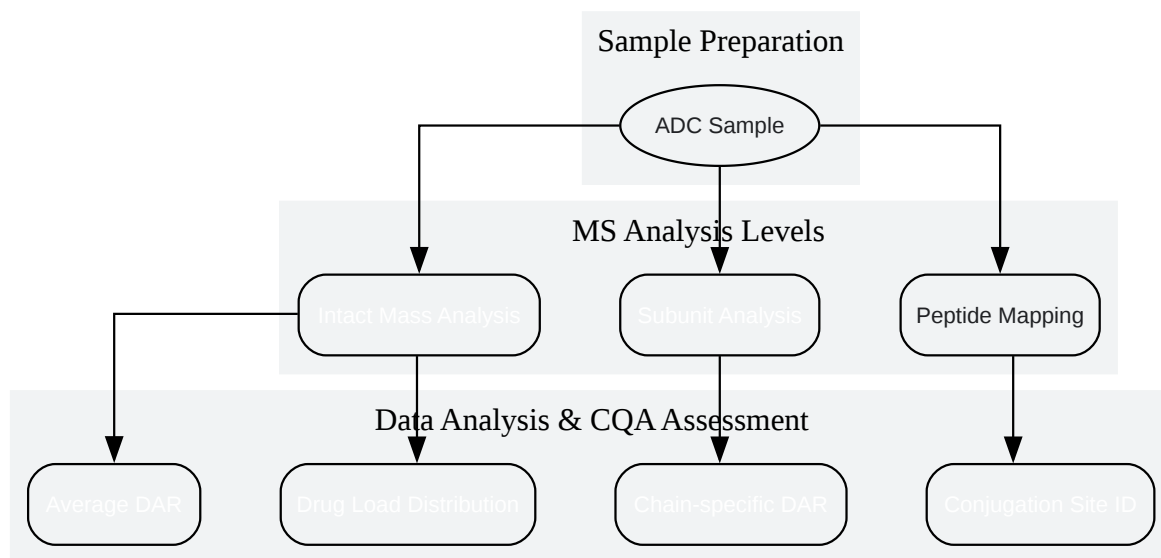 Sample Preparation
ADC Sample
MS Analysis Levels
Intact Mass Analysis
Subunit Analysis
Peptide Mapping
Data Analysis & CQA Assessment
Average DAR
Drug Load Distribution
Chain-specific DAR
Conjugation Site ID